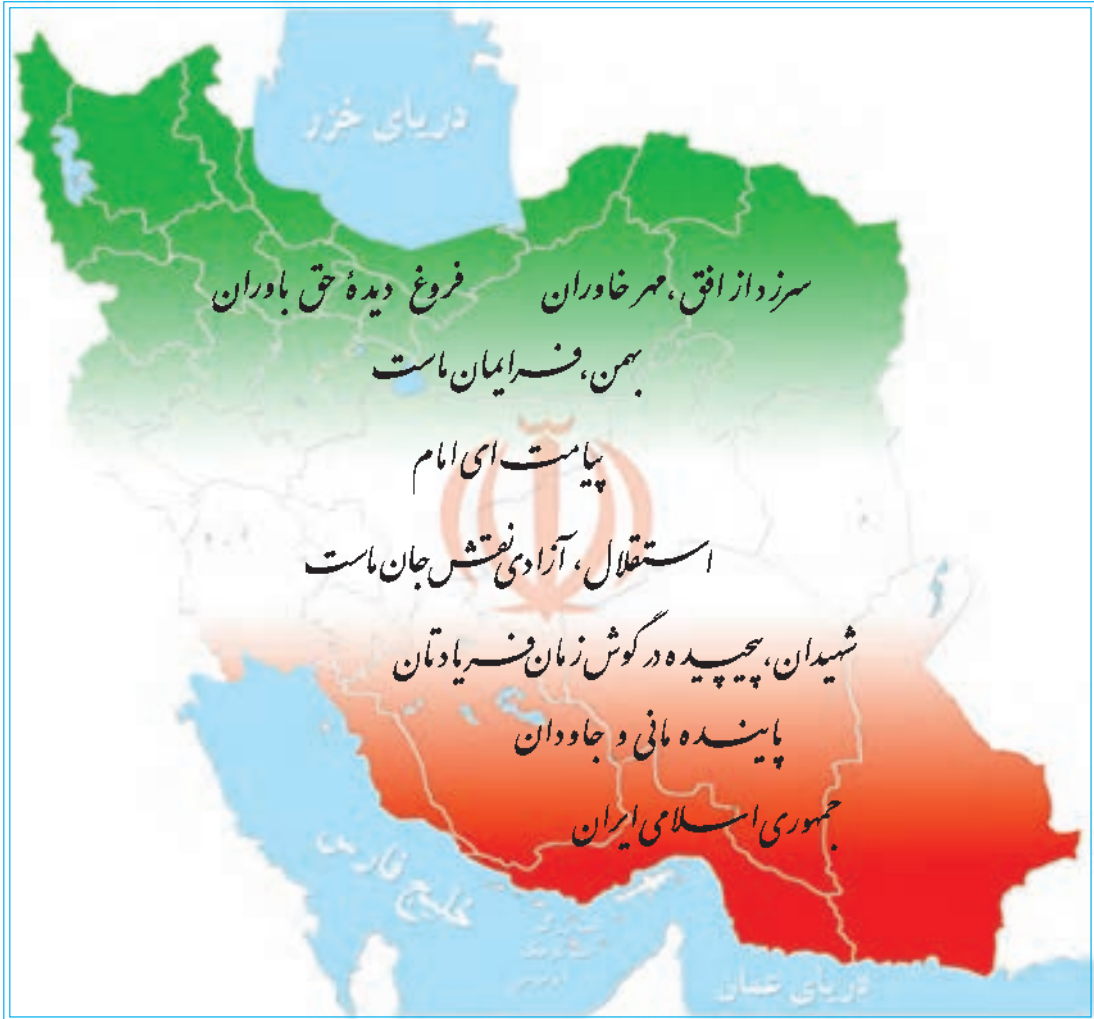 دریای خزر
سرزد از افق، مهر خاوران فروغ دیدهٔ حق باوران
بهمن، فر ایمان ماست
پیامت ای امام
استقلال، آزادی نقش جان ماست
شهیدان، پیچیده در گوش زمان فریادتان
پاینده مانی و جاودان
جمهوری اسلامی ایران
خلیج فارس
دریای عمان